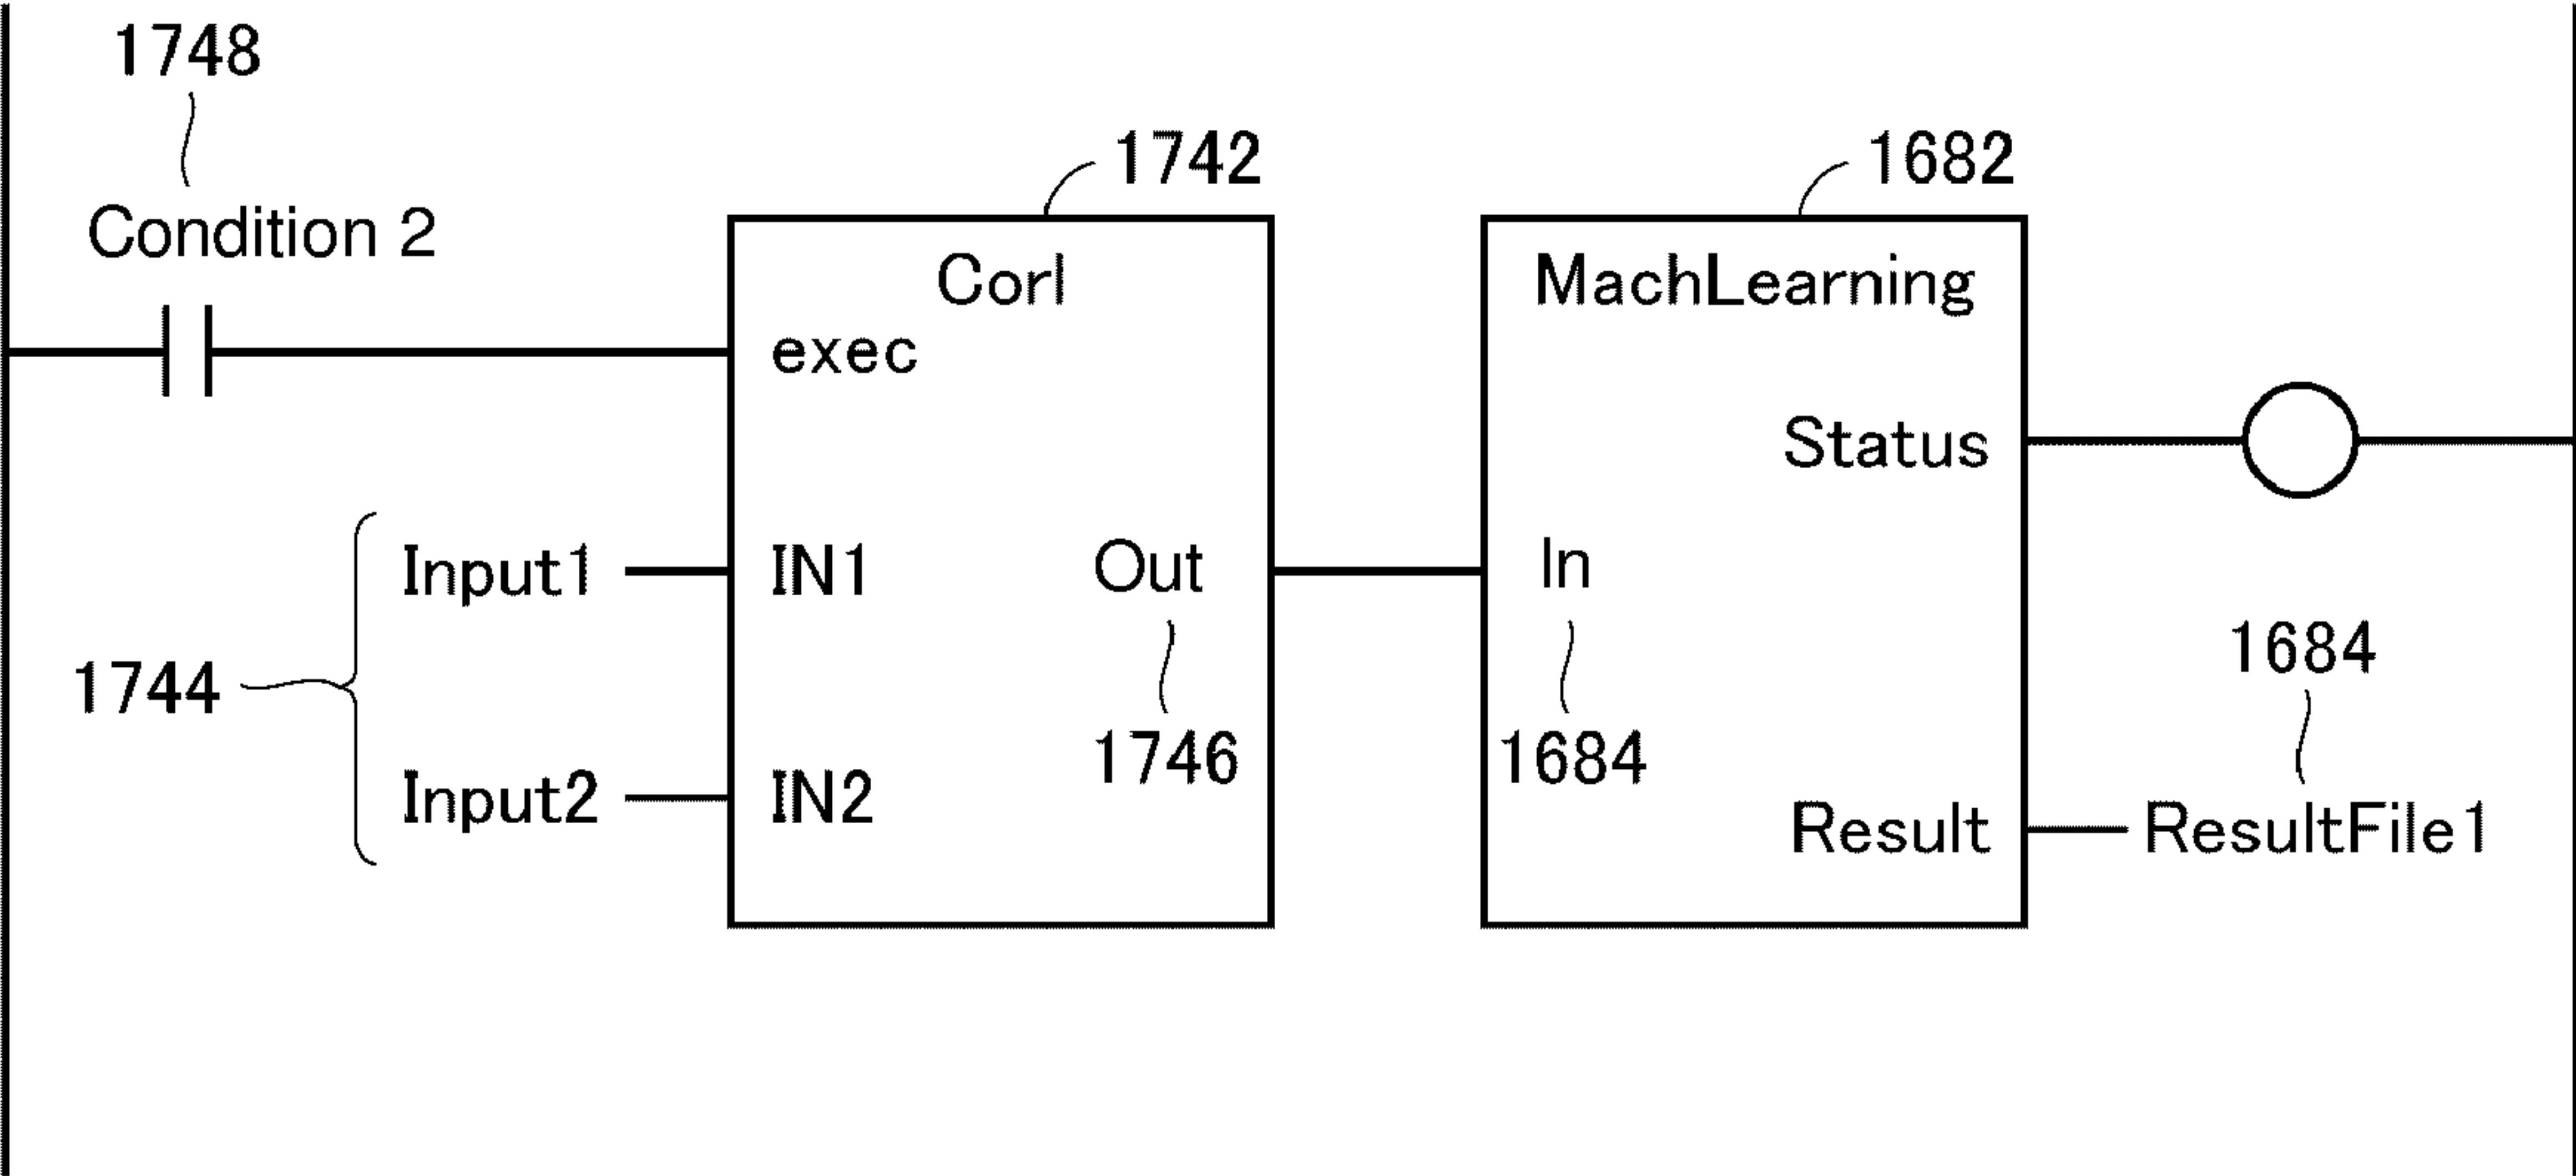 1748
Condition 2
1742
1682
Corl
MachLearning
exec
Status
Input1
IN1
Out
In
1744
1746
1684
1684
Input2
IN2
Result
ResultFile1